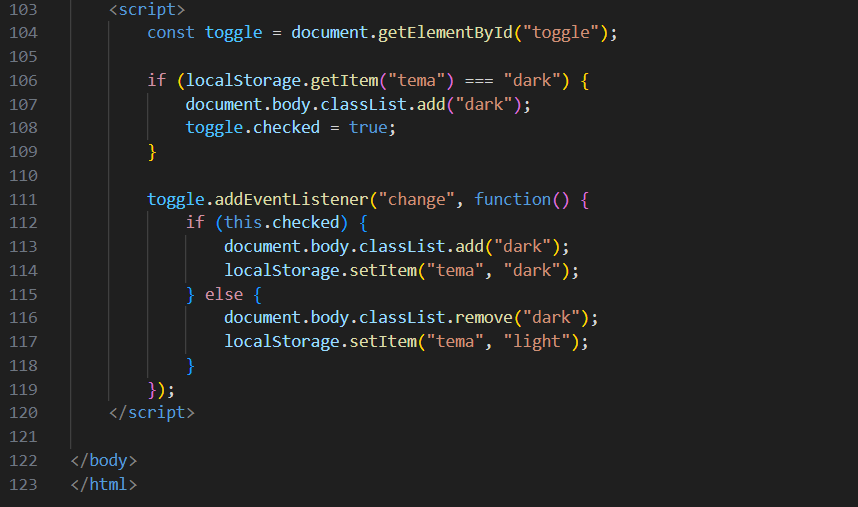 103 <script>
104 const toggle = document.getElementById("toggle");
105
106 if (localStorage.getItem("tema") === "dark") {
107 document.body.classList.add("dark");
108 toggle.checked = true;
109 }
110
111 toggle.addEventListener("change", function() {
112 if (this.checked) {
113 document.body.classList.add("dark");
114 localStorage.setItem("tema", "dark");
115 } else {
116 document.body.classList.remove("dark");
117 localStorage.setItem("tema", "light");
118 }
119 });
120 </script>
121
122 </body>
123 </html>